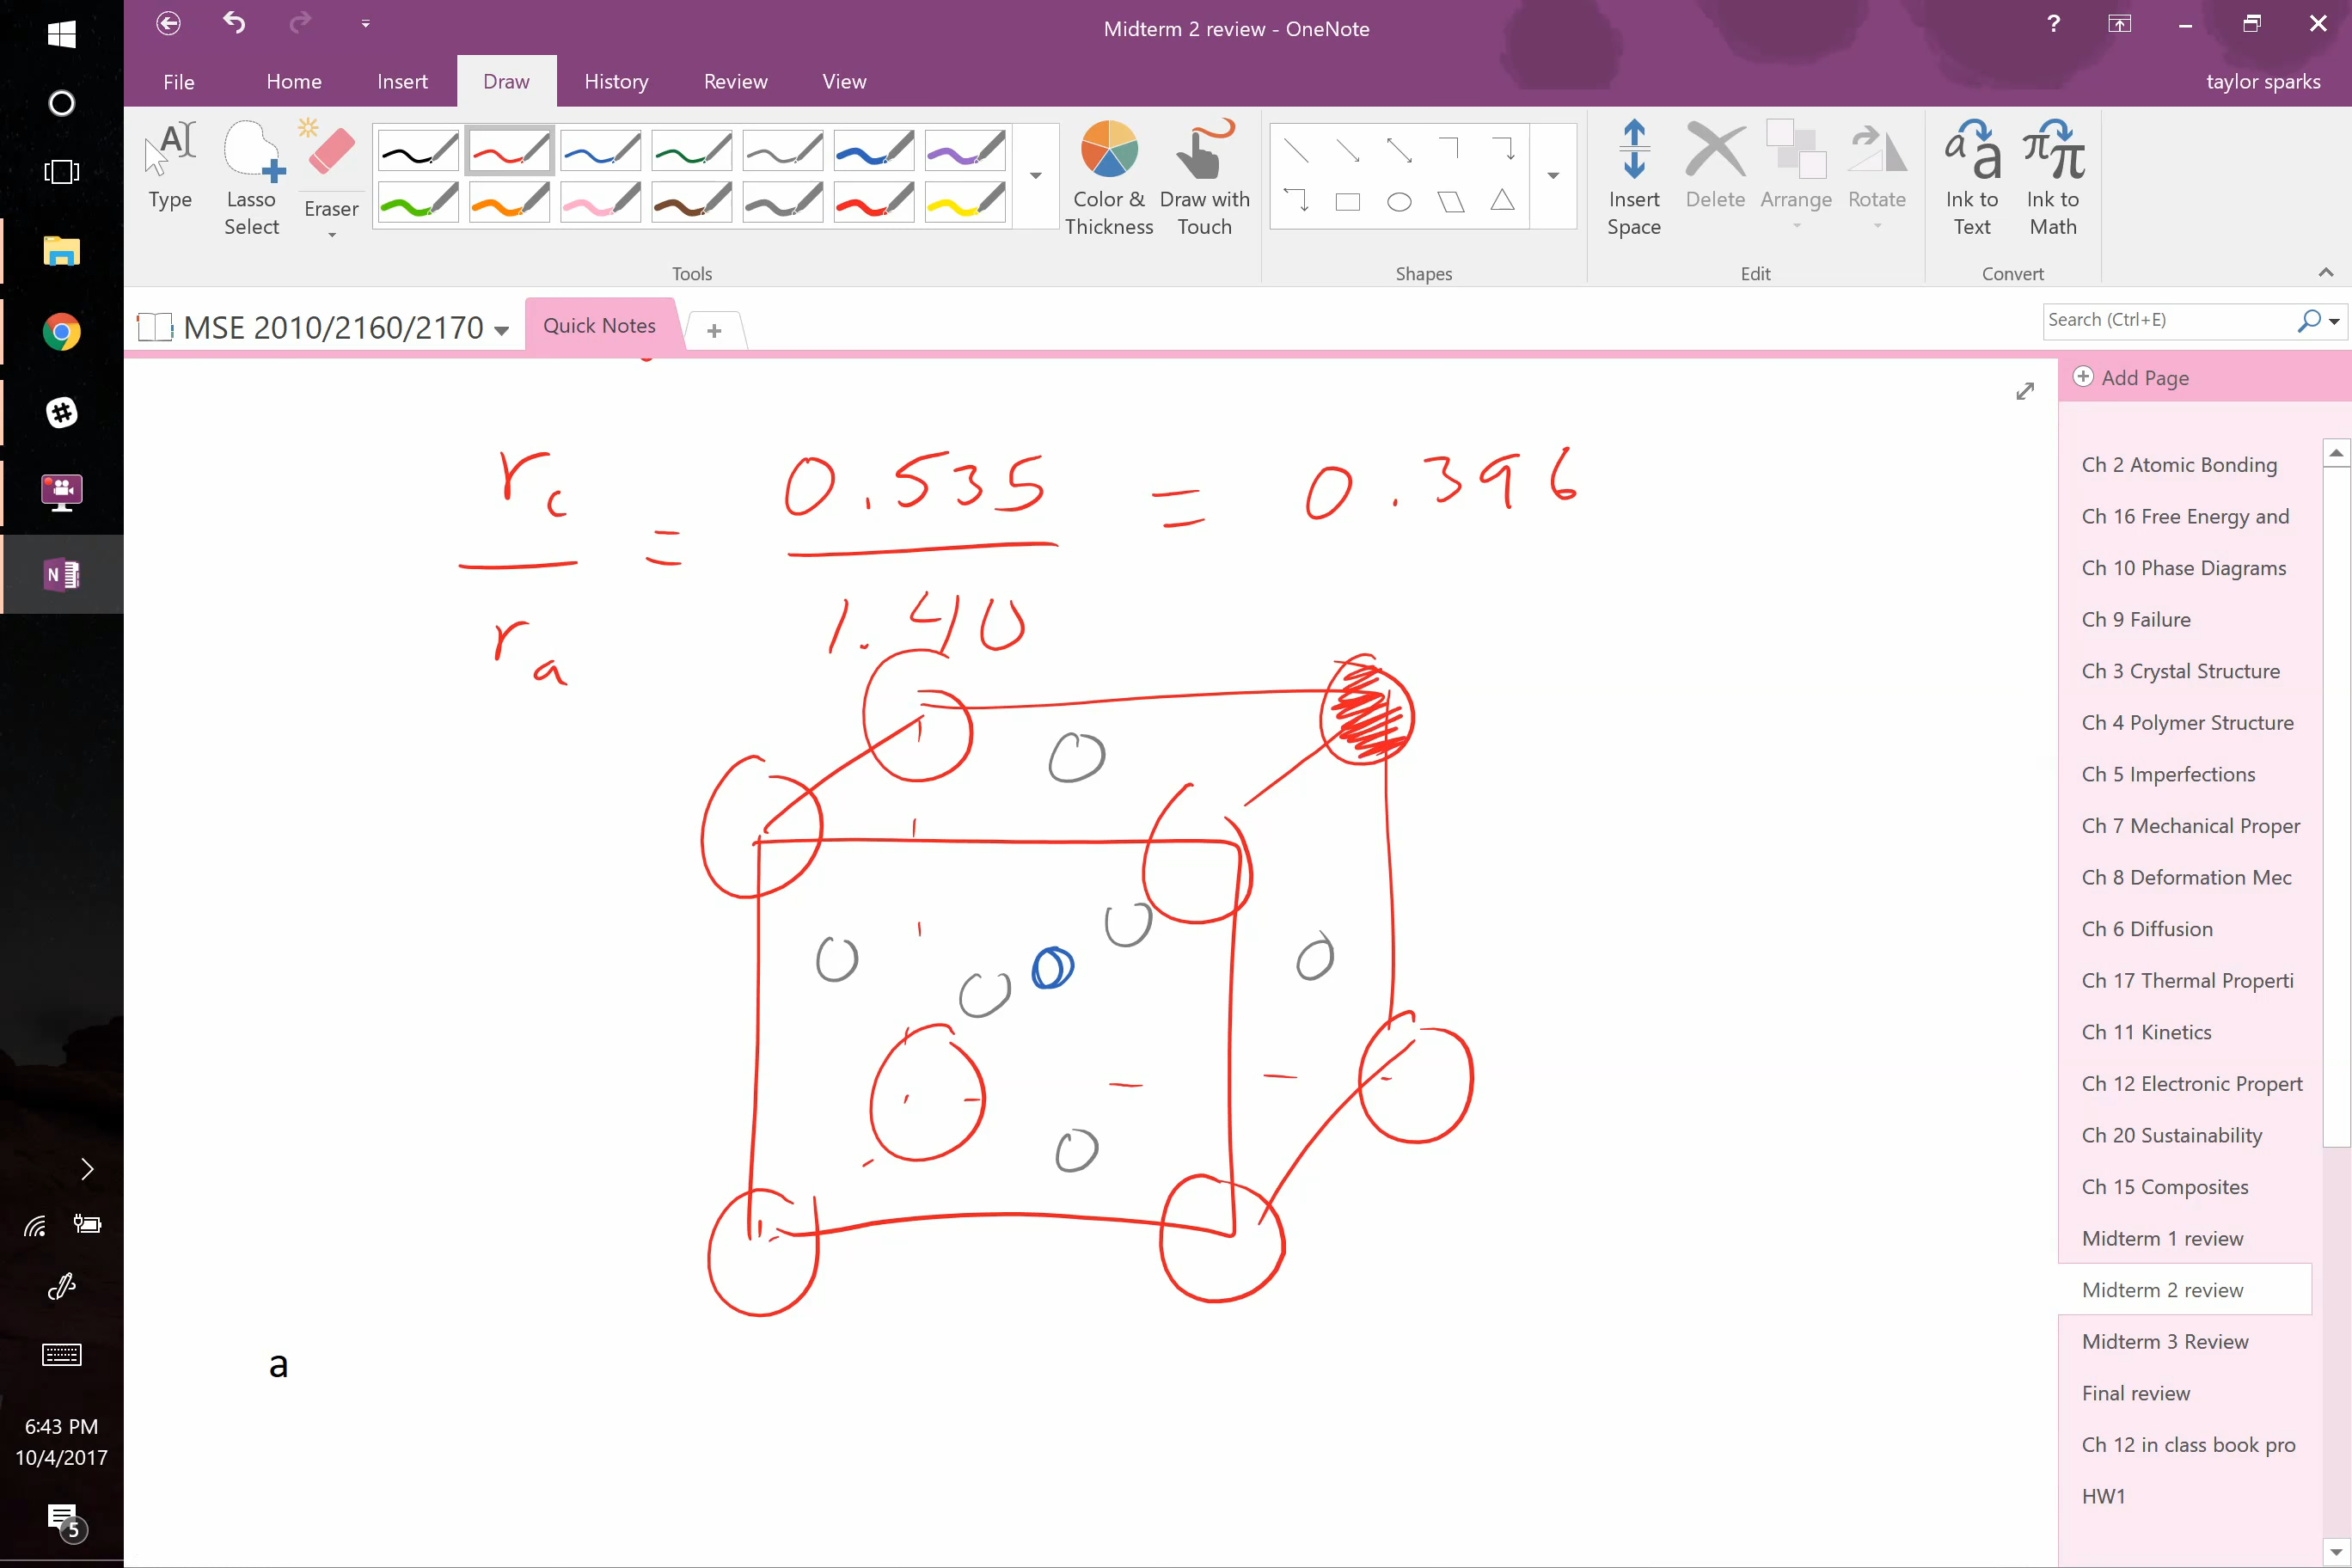 Midterm 2 review - OneNote
?
File Home Insert Draw History Review View
taylor sparks
Type
Lasso Select
Eraser
Color & Thickness
Draw with Touch
Insert Space
Delete
Arrange
Rotate
Ink to Text
Ink to Math
Tools
Shapes
Edit
Convert
MSE 2010/2160/2170
Quick Notes
+
Search (Ctrl+E)
Add Page
r_c / r_a = 0.535 / 1.40 = 0.396
a
Ch 2 Atomic Bonding
Ch 16 Free Energy and
Ch 10 Phase Diagrams
Ch 9 Failure
Ch 3 Crystal Structure
Ch 4 Polymer Structure
Ch 5 Imperfections
Ch 7 Mechanical Proper
Ch 8 Deformation Mec
Ch 6 Diffusion
Ch 17 Thermal Properti
Ch 11 Kinetics
Ch 12 Electronic Propert
Ch 20 Sustainability
Ch 15 Composites
Midterm 1 review
Midterm 2 review
Midterm 3 Review
Final review
Ch 12 in class book pro
HW1
6:43 PM
10/4/2017
5